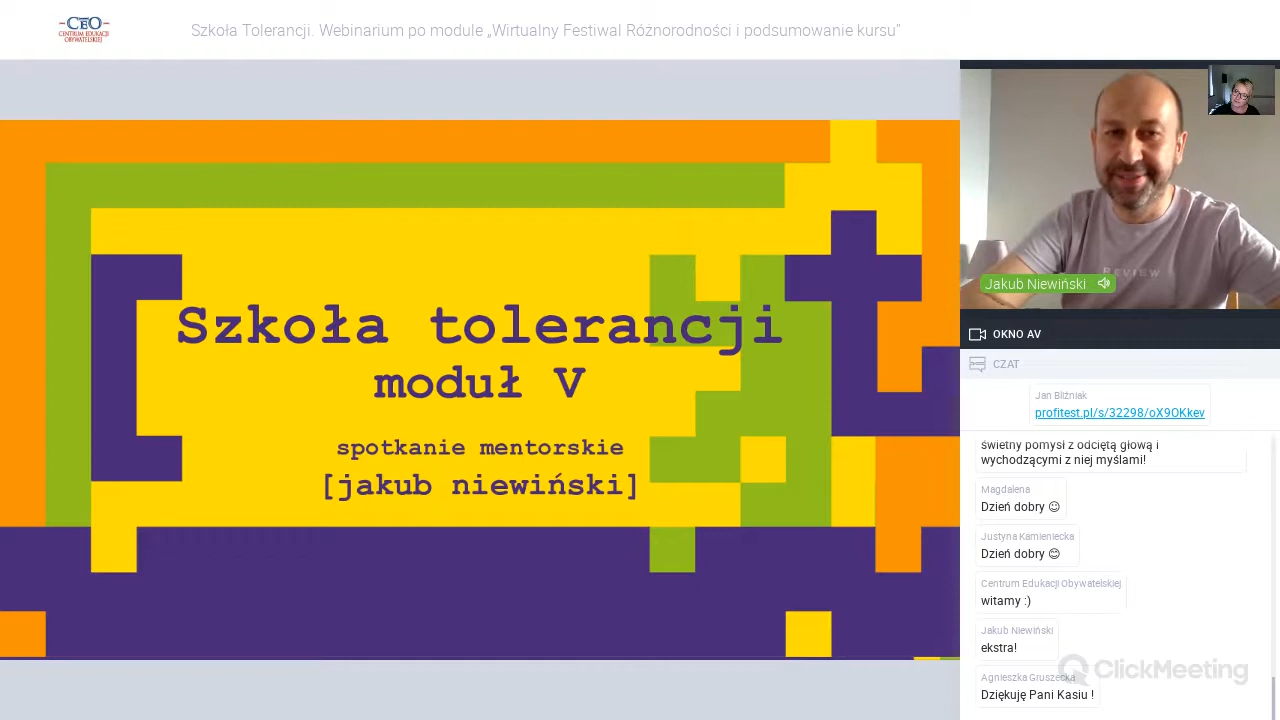 CEO
CENTRUM EDUKACJI
OBYWATELSKIEJ
Szkoła Tolerancji. Webinarium po module „Wirtualny Festiwal Różnorodności i podsumowanie kursu”
Szkoła tolerancji
moduł V
spotkanie mentorskie
[jakub niewiński]
REVIEW
Jakub Niewiński
OKNO AV
CZAT
Jan Bliźniak
profitest.pl/s/32298/oX9OKkev
świetny pomysł z odciętą głową i
wychodzącymi z niej myślami!
Magdalena
Dzień dobry 😉
Justyna Kamieniecka
Dzień dobry 😊
Centrum Edukacji Obywatelskiej
witamy :)
Jakub Niewiński
ekstra!
ClickMeeting
Agnieszka Gruszecka
Dziękuję Pani Kasiu !